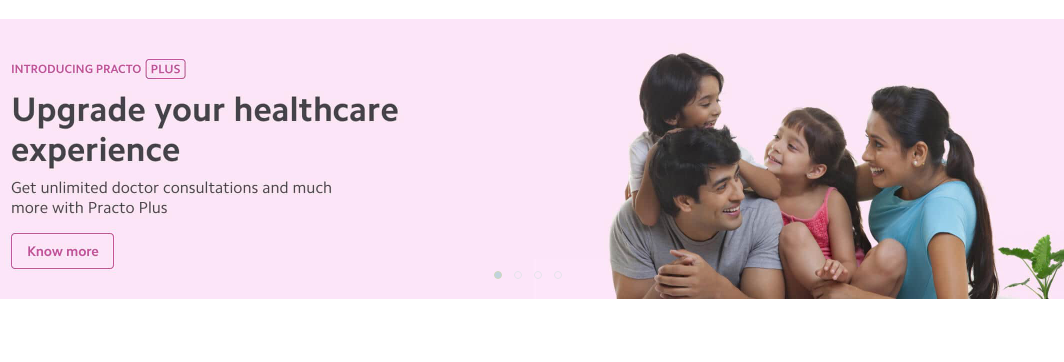 INTRODUCING PRACTO PLUS
Upgrade your healthcare
experience
Get unlimited doctor consultations and much
more with Practo Plus
Know more